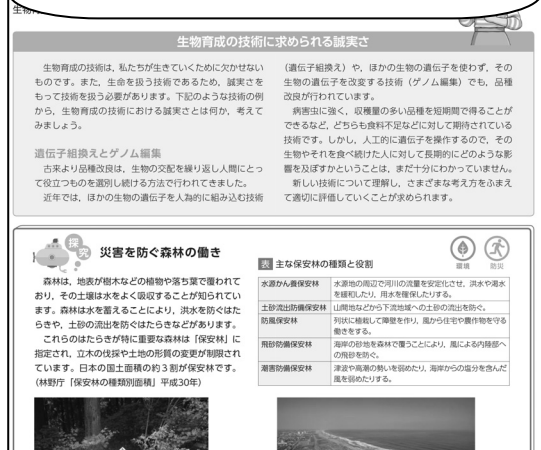 生物育成の技術に求められる誠実さ
生物育成の技術は，私たちが生きていくために欠かせない
ものです。また，生命を扱う技術であるため，誠実さを
もって技術を扱う必要があります。下記のような技術の例
から，生物育成の技術における誠実さとは何か，考えて
みましょう。
遺伝子組換えとゲノム編集
古来より品種改良は，生物の交配を繰り返し人間にとっ
て役立つものを選別し続ける方法で行われてきました。
近年では，ほかの生物の遺伝子を人為的に組み込む技術
（遺伝子組換え）や，ほかの生物の遺伝子を使わず，その
生物の遺伝子を改変する技術（ゲノム編集）でも，品種
改良が行われています。
病害虫に強く，収穫量の多い品種を短期間で得ることが
できるなど，どちらも食料不足などに対して期待されている
技術です。しかし，人工的に遺伝子を操作するので，その
生物やそれを食べ続けた人に対して長期的にどのような影
響を及ぼすかということは，まだ十分にわかっていません。
新しい技術について理解し，さまざまな考え方をふまえ
て適切に評価していくことが求められます。
探究
災害を防ぐ森林の働き
森林は，地表が樹木などの植物や落ち葉で覆われて
おり，その土壌は水をよく吸収することが知られてい
ます。森林は水を蓄えることにより，洪水を防ぐはた
らきや，土砂の流出を防ぐはたらきなどがあります。
これらのはたらきが特に重要な森林は「保安林」に
指定され，立木の伐採や土地の形質の変更が制限され
ています。日本の国土面積の約3割が保安林です。
（林野庁「保安林の種類別面積」平成30年）
環境
防災
表 主な保安林の種類と役割
水源かん養保安林 水源地の周辺で河川の流量を安定化させ，洪水や渇水
を緩和したり，用水を確保したりする。
土砂流出防備保安林 山間地などから下流地域への土砂の流出を防ぐ。
防風保安林 列状に植栽して障壁を作り，風から住宅や農作物を守る
働きをする。
飛砂防備保安林 海岸の砂地を森林で覆うことにより，風による内陸部へ
の飛砂を防ぐ。
潮害防備保安林 津波や高潮の勢いを弱めたり，海岸からの塩分を含んだ
風を弱めたりする。